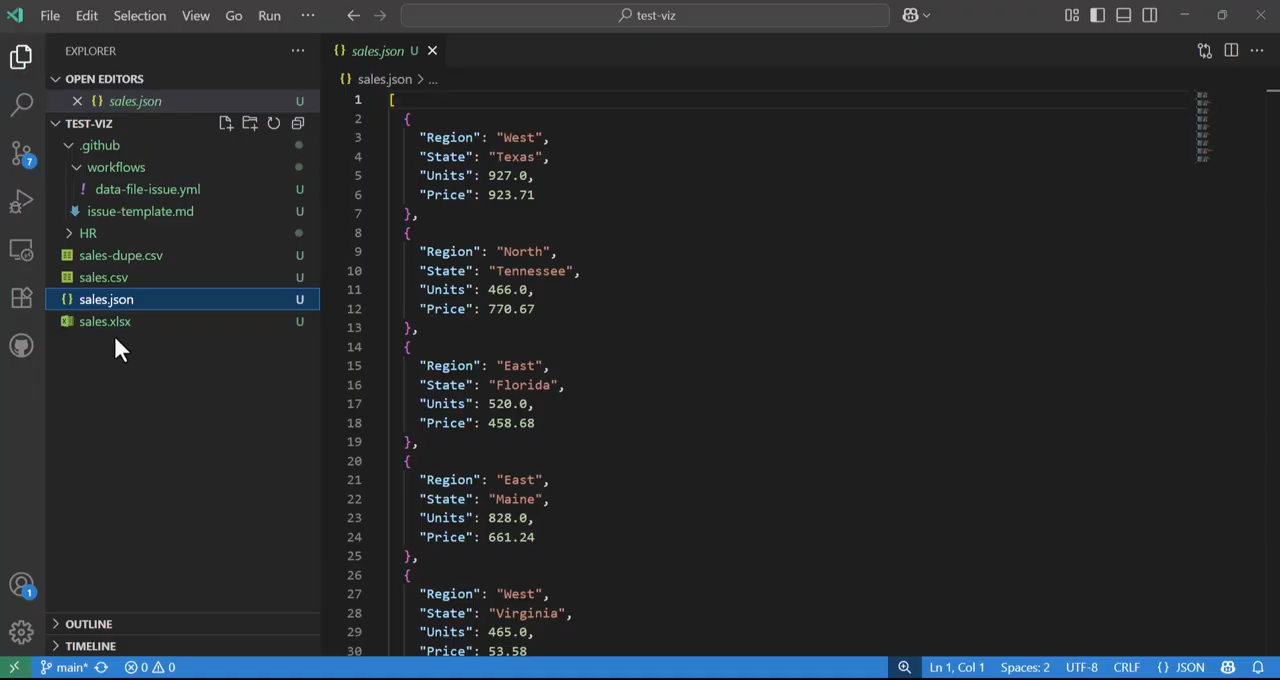 File Edit Selection View Go Run ··· test-viz
EXPLORER ···
OPEN EDITORS
{} sales.json U
TEST-VIZ
.github
workflows
! data-file-issue.yml U
issue-template.md U
HR
sales-dupe.csv U
sales.csv U
{} sales.json U
sales.xlsx U
OUTLINE
TIMELINE
7
1
{} sales.json U
{} sales.json > ...
1 [
2 {
3 "Region": "West",
4 "State": "Texas",
5 "Units": 927.0,
6 "Price": 923.71
7 },
8 {
9 "Region": "North",
10 "State": "Tennessee",
11 "Units": 466.0,
12 "Price": 770.67
13 },
14 {
15 "Region": "East",
16 "State": "Florida",
17 "Units": 520.0,
18 "Price": 458.68
19 },
20 {
21 "Region": "East",
22 "State": "Maine",
23 "Units": 828.0,
24 "Price": 661.24
25 },
26 {
27 "Region": "West",
28 "State": "Virginia",
29 "Units": 465.0,
30 "Price": 53.58
main* 0 0 Ln 1, Col 1 Spaces: 2 UTF-8 CRLF {} JSON